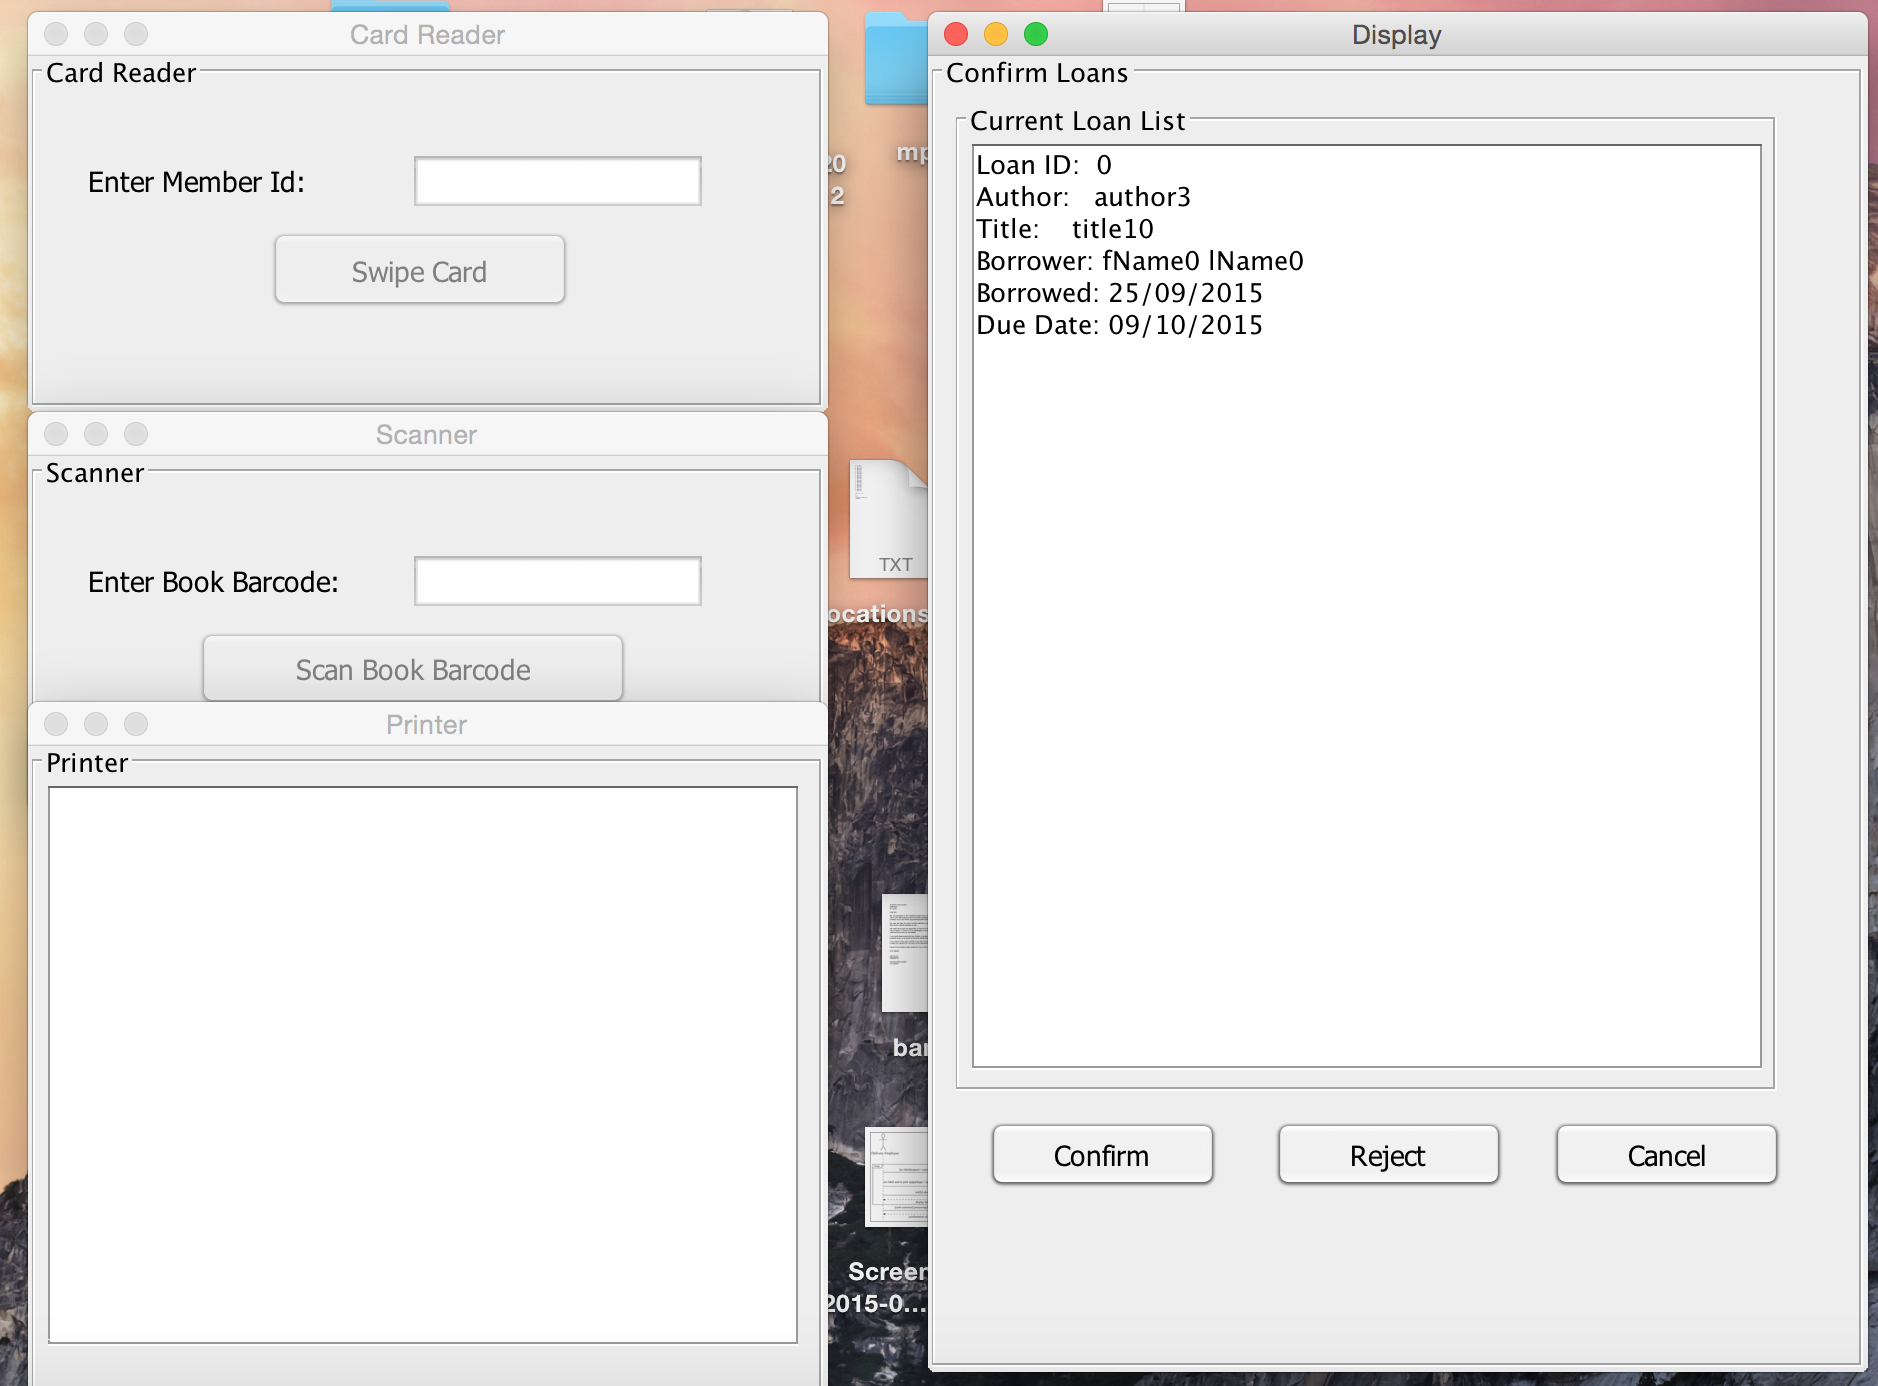 Card Reader
Card Reader
Enter Member Id:
Swipe Card
Scanner
Scanner
Enter Book Barcode:
Scan Book Barcode
Printer
Printer
20
2
mp
TXT
ocations
bar
Screen
2015-0...
Display
Confirm Loans
Current Loan List
Loan ID: 0
Author: author3
Title: title10
Borrower: fName0 lName0
Borrowed: 25/09/2015
Due Date: 09/10/2015
Confirm
Reject
Cancel